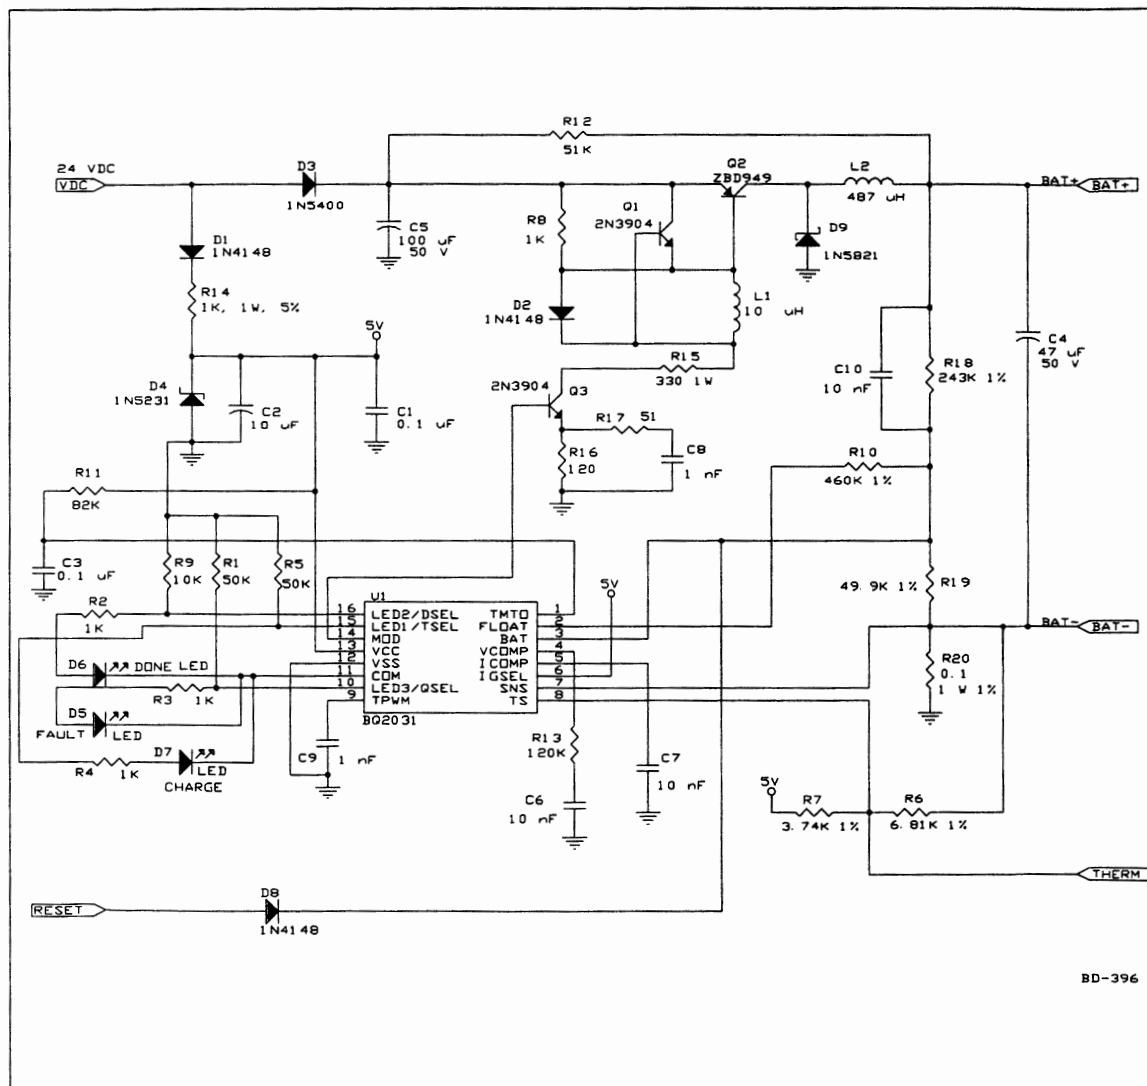 R12
51K
24 VDC
VDC
D3
1N5400
Q2
ZBD949
L2
487 uH
BAT+
BAT+
C5
100 uF
50 V
R8
1K
Q1
2N3904
D9
1N5821
D1
1N4148
R14
1K, 1W, 5%
D2
1N4148
L1
10 uH
5V
R15
330 1W
C10
10 nF
R18
243K 1%
C4
47 uF
50 V
D4
1N5231
C2
10 uF
C1
0.1 uF
2N3904
Q3
R17 51
R16
120
C8
1 nF
R10
460K 1%
R11
82K
C3
0.1 uF
R9
10K
R1
50K
R5
50K
49.9K 1%
R19
R2
1K
U1
16
15
14
13
12
11
10
9
LED2/DSEL
LED1/TSEL
MOD
VCC
VSS
COM
LED3/QSEL
TPWM
TMTO
FLOAT
BAT
VCOMP
ICOMP
IGSEL
SNS
TS
1
2
3
4
5
6
7
8
BQ2031
5V
BAT-
BAT-
D6
DONE LED
R3
1K
D5
FAULT
LED
D7
LED
CHARGE
R4
1K
C9
1 nF
R13
120K
C7
10 nF
C6
10 nF
R20
0.1
1 W 1%
5V
R7
3.74K 1%
R6
6.81K 1%
THERM
RESET
D8
1N4148
BD-396